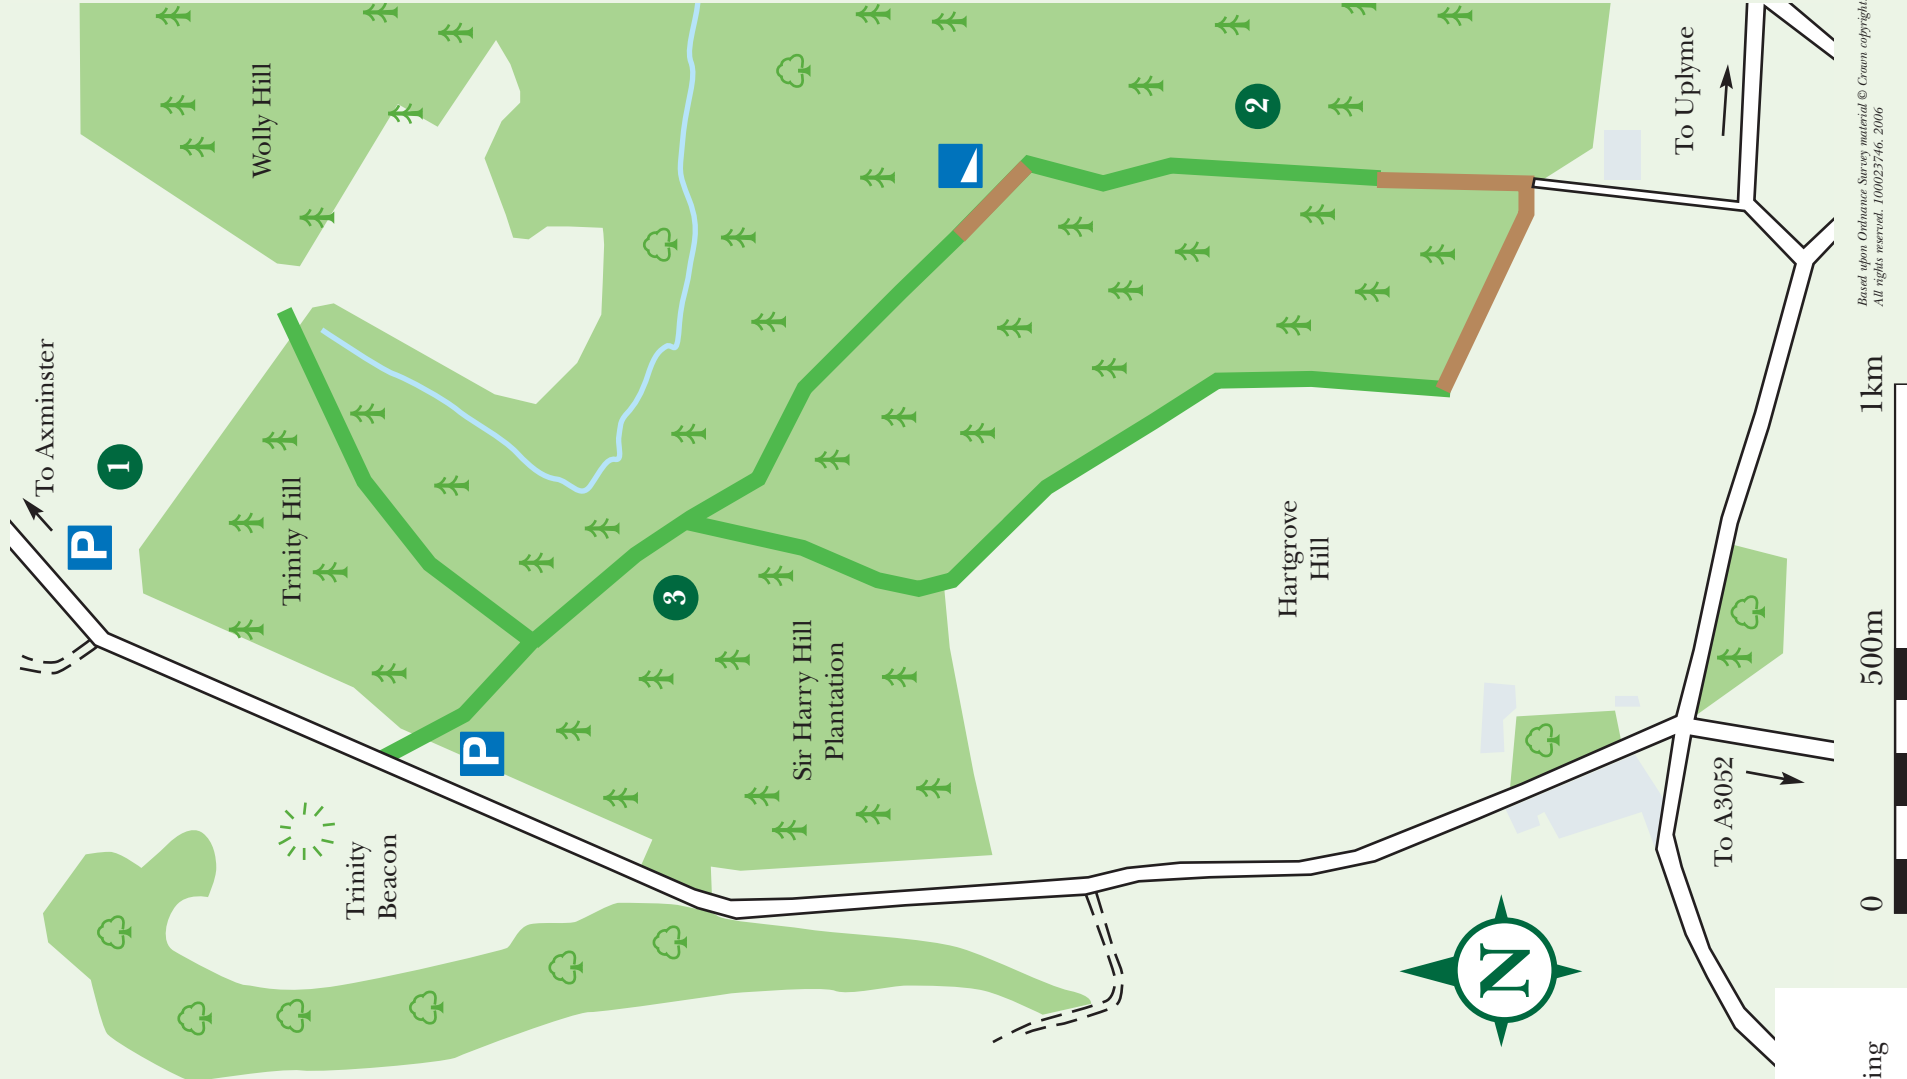 To Axminster
1
P
Wolly Hill
Trinity Hill
P
Trinity
Beacon
2
3
Sir Harry Hill
Plantation
Hartgrove
Hill
To Uplyme
To A3052
N
0
500m
1km
Based upon Ordnance Survey material © Crown copyright.
All rights reserved. 100023746. 2006
ing